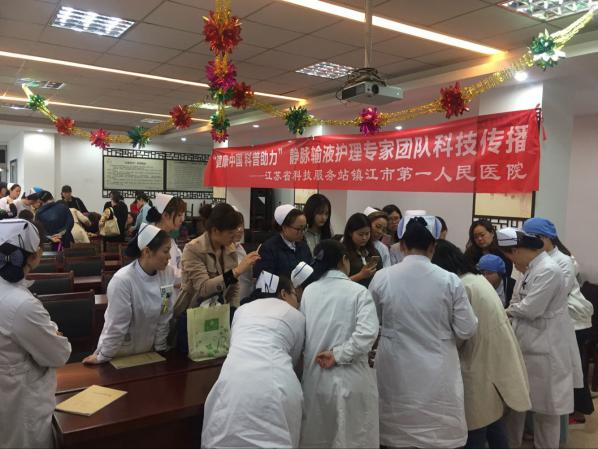 “健康中国 科普助力” 静脉输液护理专家团队科技传播
——江苏省科技服务站镇江市第一人民医院